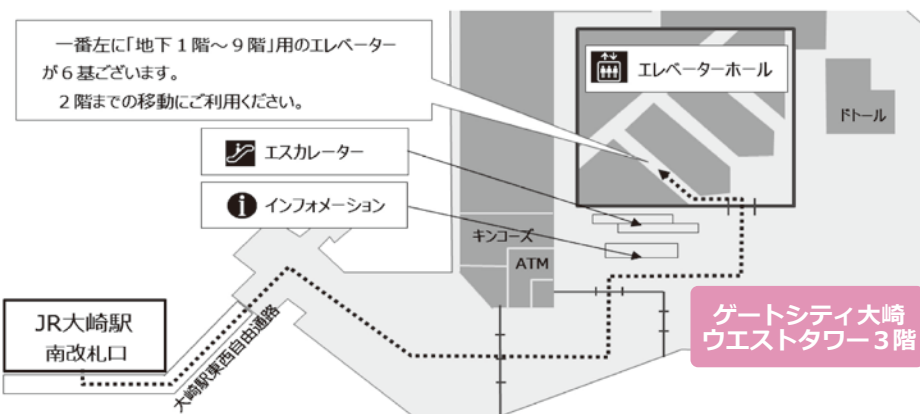 一番左に「地下１階～９階」用のエレベーター
が６基ございます。
２階までの移動にご利用ください。
エレベーターホール
ドトール
エスカレーター
インフォメーション
キンコーズ
ATM
JR大崎駅
南改札口
大崎駅東西自由通路
ゲートシティ大崎
ウエストタワー３階